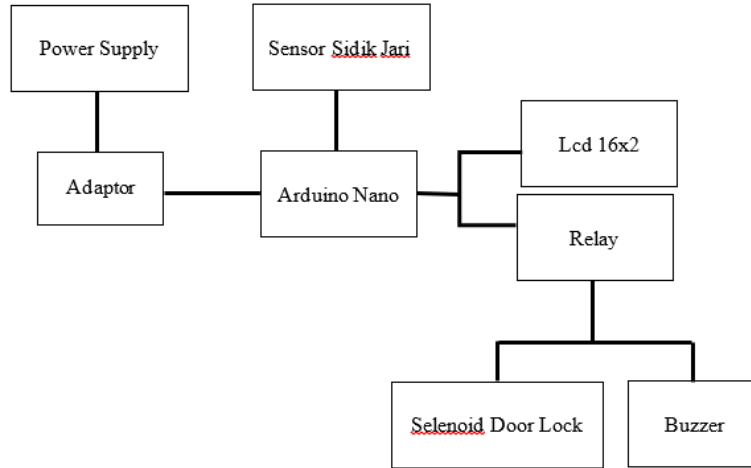 Power Supply
Sensor Sidik Jari
Lcd 16x2
Adaptor
Arduino Nano
Relay
Selenoid Door Lock
Buzzer